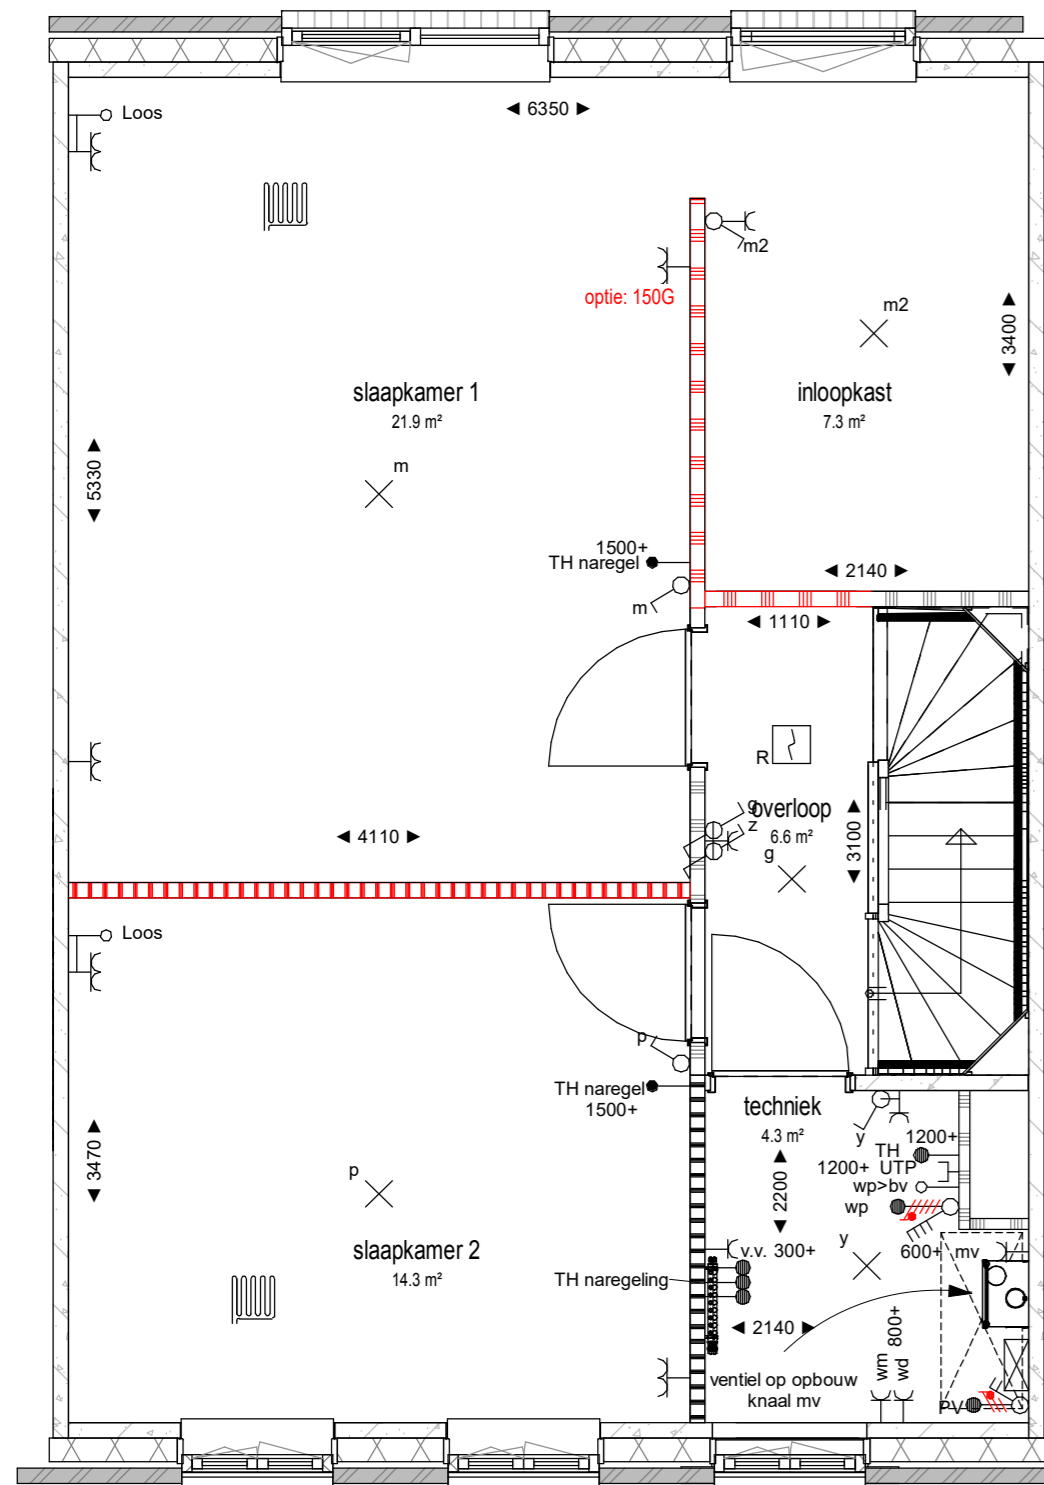 ◄ 6350 ►
Loos
m2
optie: 150G
m2
◄ 3400 ►
slaapkamer 1
21.9 m²
inloopkast
7.3 m²
◄ 5330 ►
m
1500+
TH naregel
m
◄ 2140 ►
◄ 1110 ►
R
g
z
overloop
6.6 m²
g
◄ 3100 ►
◄ 4110 ►
Loos
p
TH naregel
1500+
techniek
4.3 m²
y
1200+
TH
1200+ UTP
wp>bv
wp
◄ 2200 ►
◄ 3470 ►
p
y
v.v. 300+
600+ mv
slaapkamer 2
14.3 m²
TH naregeling
◄ 2140 ►
800+
wm
wd
ventiel op opbouw
knaal mv
PV